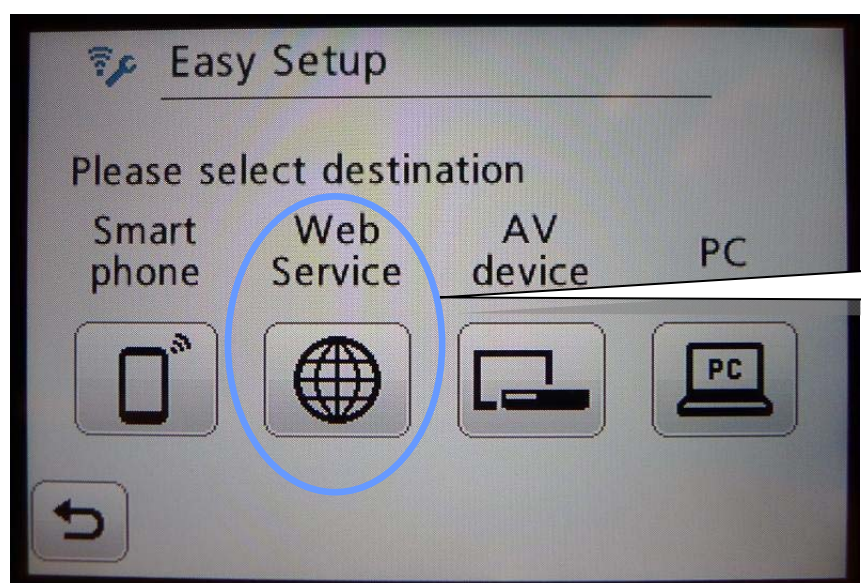 Easy Setup
Please select destination
Smart phone
Web Service
AV device
PC
PC